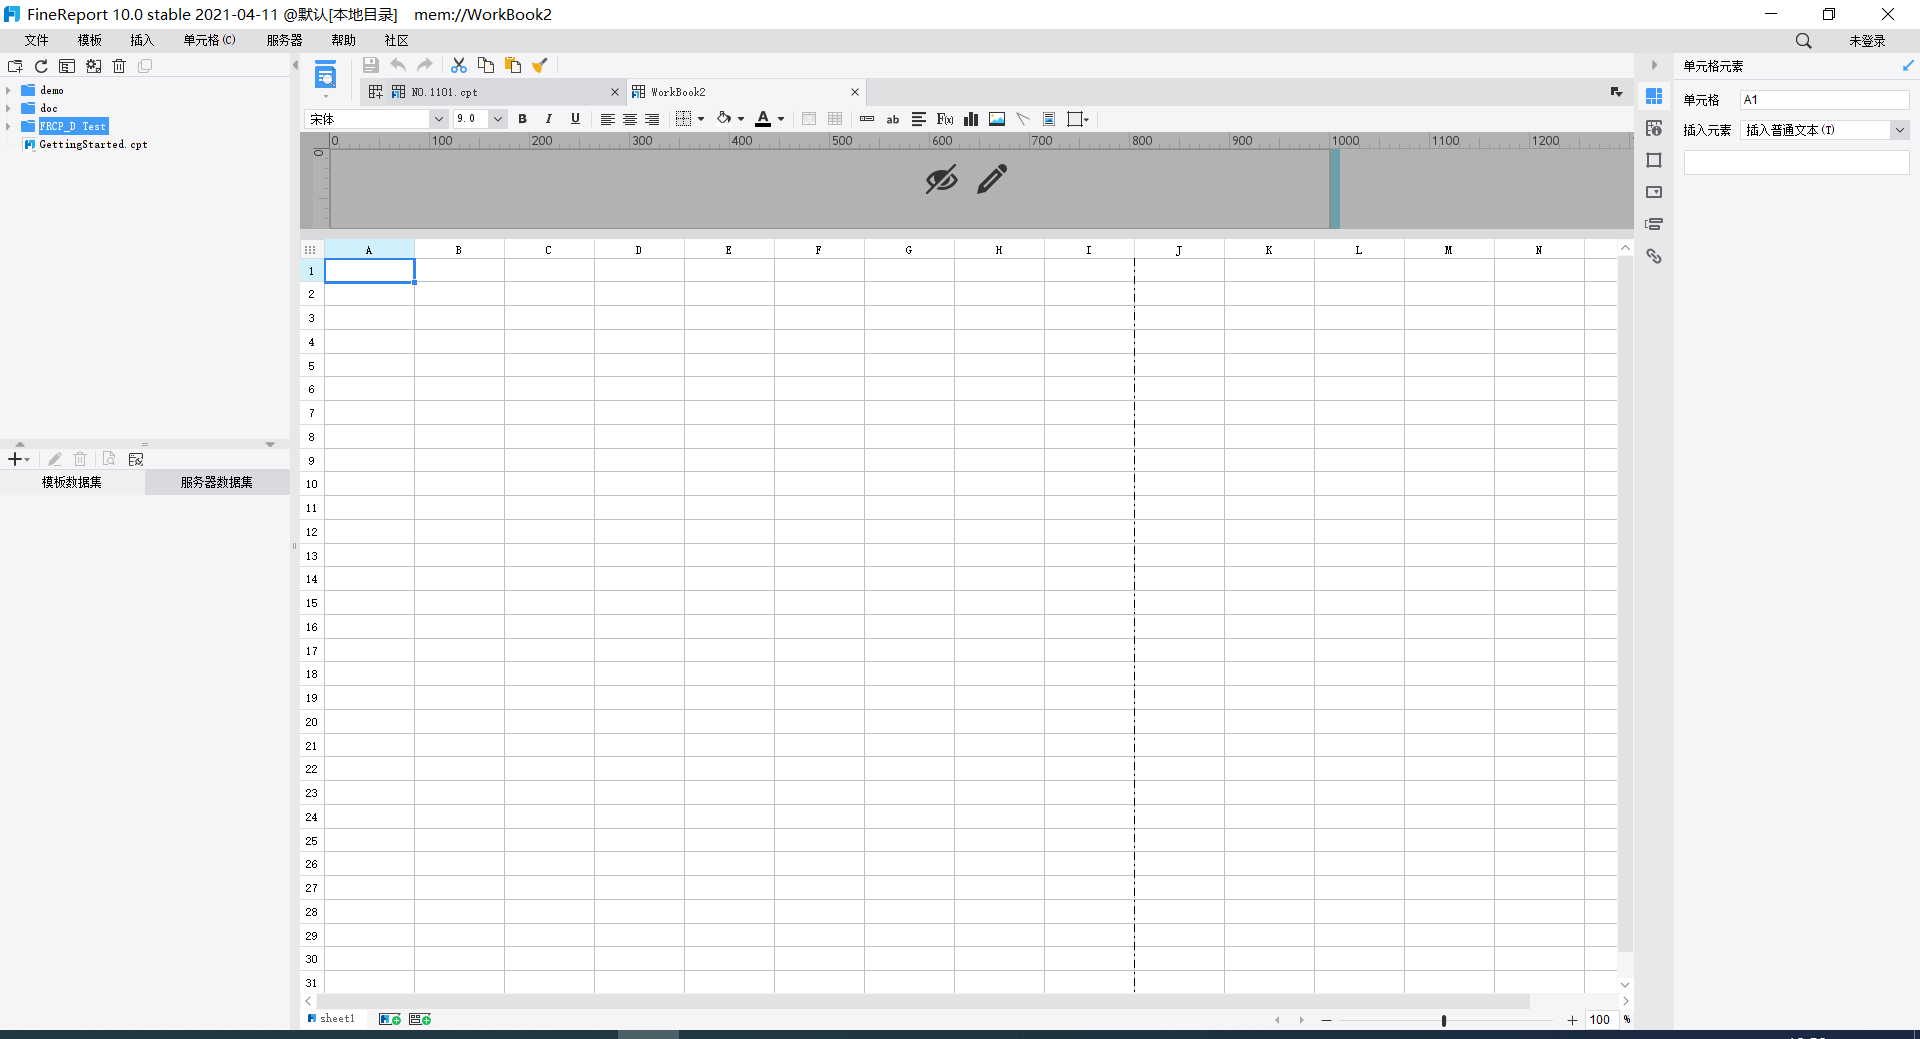 FineReport 10.0 stable 2021-04-11 @默认[本地目录]    mem://WorkBook2
文件 模板 插入 单元格(C) 服务器 帮助 社区 未登录
demo
doc
FRCP_D Test
GettingStarted.cpt
模板数据集 服务器数据集
NO.1101.cpt WorkBook2
宋体 9.0 B I U A ab F(x)
0 100 200 300 400 500 600 700 800 900 1000 1100 1200
0
A B C D E F G H I J K L M N
1
2
3
4
5
6
7
8
9
10
11
12
13
14
15
16
17
18
19
20
21
22
23
24
25
26
27
28
29
30
31
sheet1 100 %
单元格元素
单元格 A1
插入元素 插入普通文本(T)